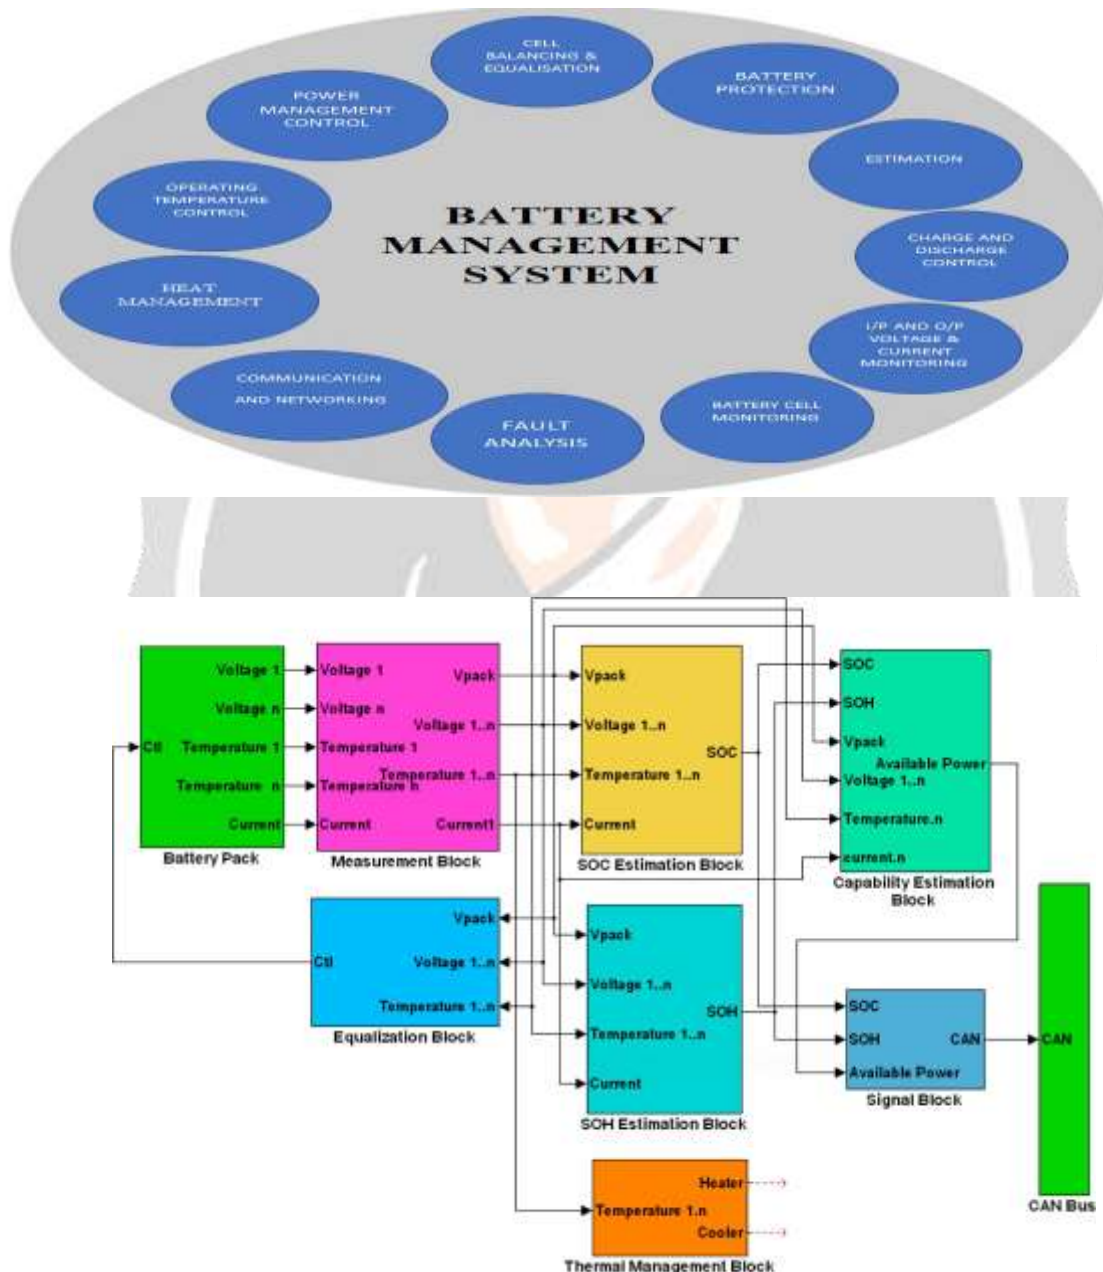 CELL
BALANCING &
EQUALISATION
BATTERY
PROTECTION
POWER
MANAGEMENT
CONTROL
ESTIMATION
OPERATING
TEMPERATURE
CONTROL
BATTERY
MANAGEMENT
SYSTEM
CHARGE AND
DISCHARGE
CONTROL
HEAT
MANAGEMENT
I/P AND O/P
VOLTAGE &
CURRENT
MONITORING
COMMUNICATION
AND NETWORKING
BATTERY CELL
MONITORING
FAULT
ANALYSIS
Ctl
Voltage 1
Voltage n
Temperature 1
Temperature n
Current
Battery Pack
Voltage 1
Voltage n
Temperature 1
Temperature n
Current
Vpack
Voltage 1..n
Temperature 1..n
Current1
Measurement Block
Vpack
Voltage 1..n
Temperature 1..n
Current
SOC
SOC Estimation Block
SOC
SOH
Vpack
Voltage 1..n
Temperature.n
current.n
Available Power
Capability Estimation
Block
Ctl
Vpack
Voltage 1..n
Temperature 1..n
Equalization Block
Vpack
Voltage 1..n
Temperature 1..n
Current
SOH
SOH Estimation Block
SOC
SOH
Available Power
CAN
Signal Block
CAN
CAN Bus
Temperature 1.n
Heater
Cooler
Thermal Management Block